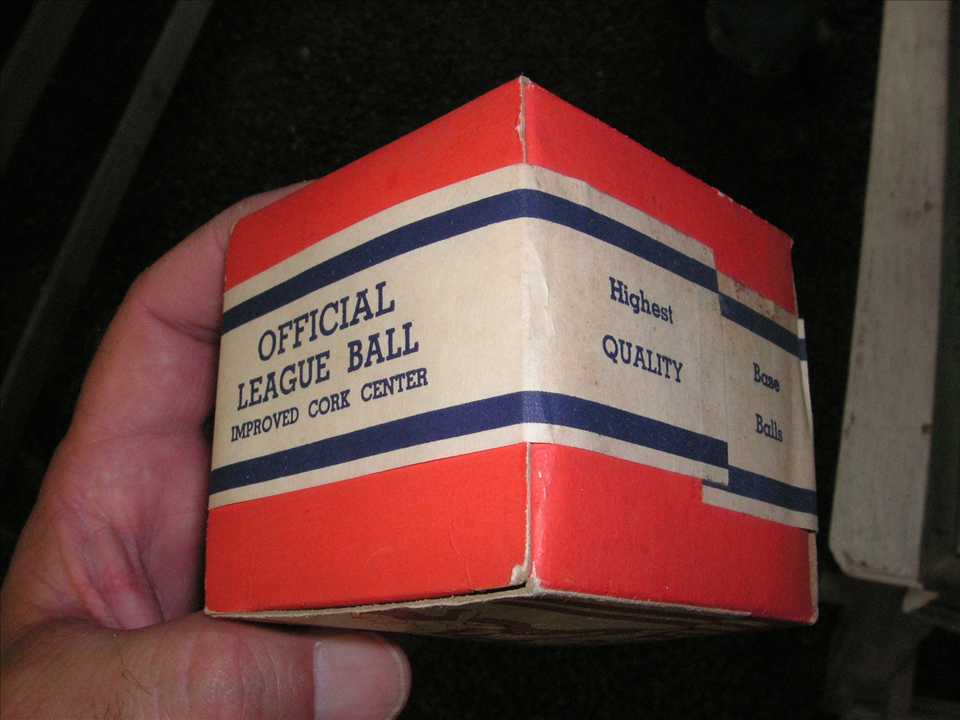 OFFICIAL
LEAGUE BALL
IMPROVED CORK CENTER
Highest
QUALITY
Base
Balls